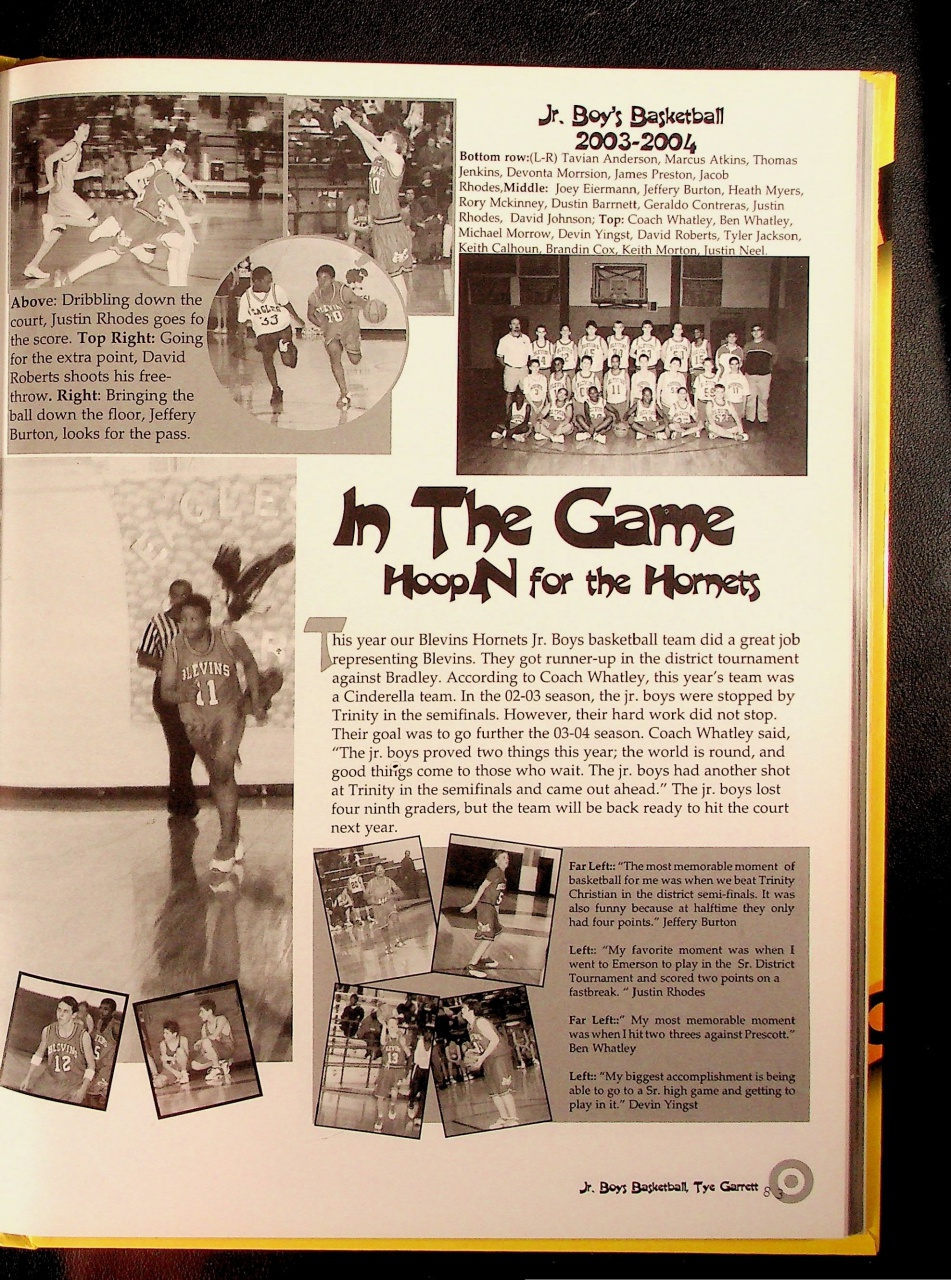 Jr. Boy's Basketball
2003-2004
Bottom row:(L-R) Tavian Anderson, Marcus Atkins, Thomas
Jenkins, Devonta Morrsion, James Preston, Jacob
Rhodes,Middle: Joey Eiermann, Jeffery Burton, Heath Myers,
Rory Mckinney, Dustin Barrnett, Geraldo Contreras, Justin
Rhodes, David Johnson; Top: Coach Whatley, Ben Whatley,
Michael Morrow, Devin Yingst, David Roberts, Tyler Jackson,
Keith Calhoun, Brandin Cox, Keith Morton, Justin Neel.
Above: Dribbling down the
court, Justin Rhodes goes fo
the score. Top Right: Going
for the extra point, David
Roberts shoots his free-
throw. Right: Bringing the
ball down the floor, Jeffery
Burton, looks for the pass.
EAGLES
33
10
In The Game
HoopN for the Hornets
This year our Blevins Hornets Jr. Boys basketball team did a great job
representing Blevins. They got runner-up in the district tournament
against Bradley. According to Coach Whatley, this year's team was
a Cinderella team. In the 02-03 season, the jr. boys were stopped by
Trinity in the semifinals. However, their hard work did not stop.
Their goal was to go further the 03-04 season. Coach Whatley said,
"The jr. boys proved two things this year; the world is round, and
good things come to those who wait. The jr. boys had another shot
at Trinity in the semifinals and came out ahead." The jr. boys lost
four ninth graders, but the team will be back ready to hit the court
next year.
BLEVINS
11
BLEVINS
12
13
Far Left:: "The most memorable moment of
basketball for me was when we beat Trinity
Christian in the district semi-finals. It was
also funny because at halftime they only
had four points." Jeffery Burton
Left:: "My favorite moment was when I
went to Emerson to play in the Sr. District
Tournament and scored two points on a
fastbreak. " Justin Rhodes
Far Left::" My most memorable moment
was when I hit two threes against Prescott."
Ben Whatley
Left:: "My biggest accomplishment is being
able to go to a Sr. high game and getting to
play in it." Devin Yingst
Jr. Boys Basketball, Tye Garrett 83